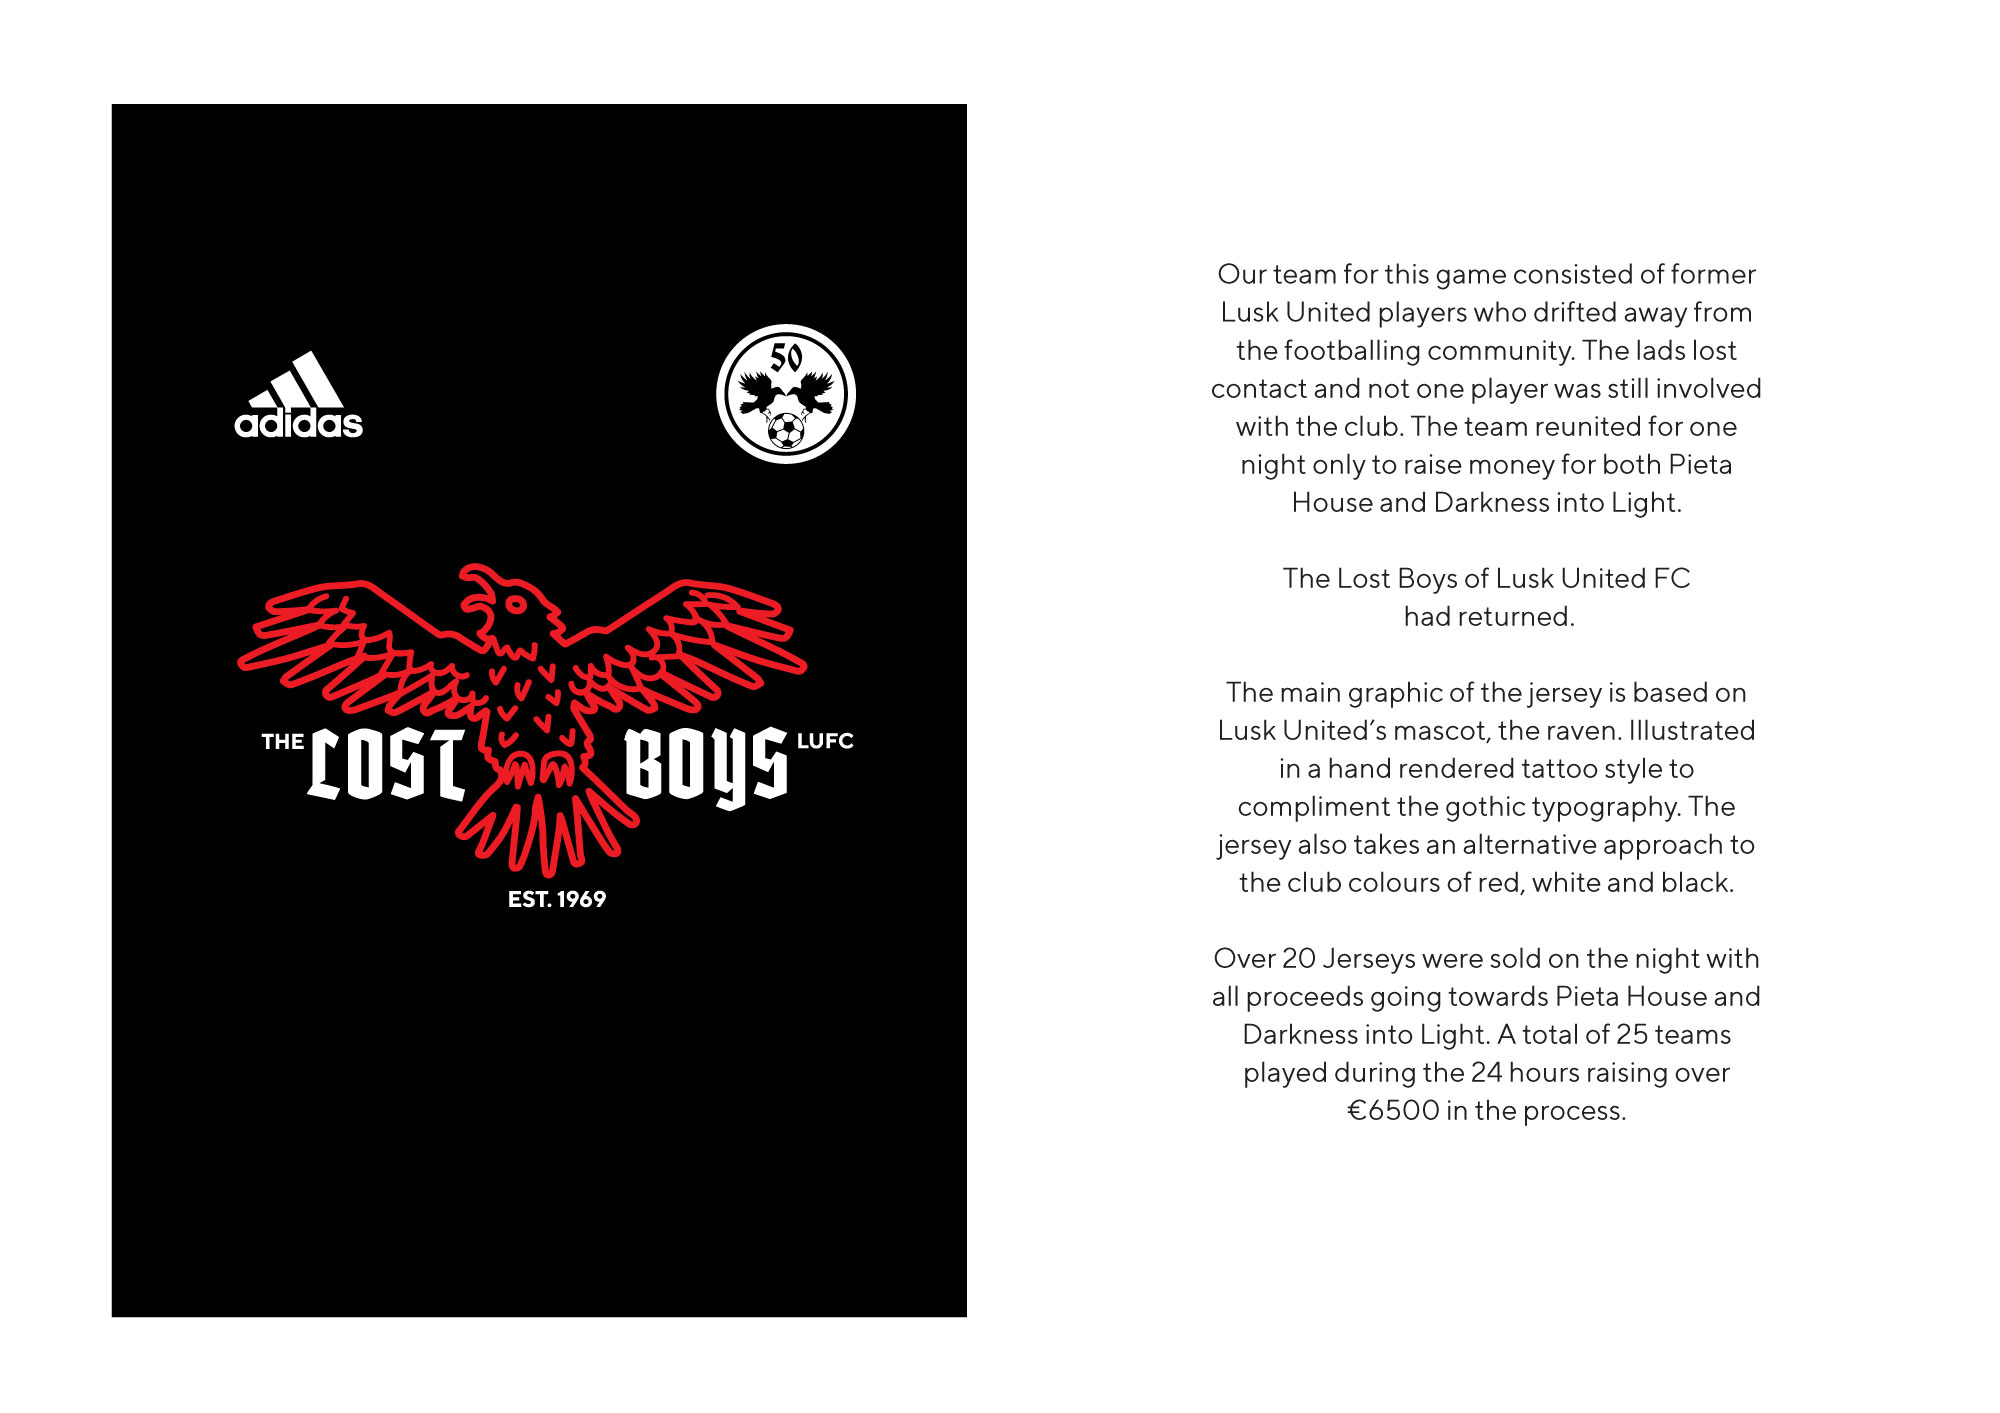 adidas
50
THE LOST BOYS LUFC
EST. 1969
Our team for this game consisted of former
Lusk United players who drifted away from
the footballing community. The lads lost
contact and not one player was still involved
with the club. The team reunited for one
night only to raise money for both Pieta
House and Darkness into Light.
The Lost Boys of Lusk United FC
had returned.
The main graphic of the jersey is based on
Lusk United’s mascot, the raven. Illustrated
in a hand rendered tattoo style to
compliment the gothic typography. The
jersey also takes an alternative approach to
the club colours of red, white and black.
Over 20 Jerseys were sold on the night with
all proceeds going towards Pieta House and
Darkness into Light. A total of 25 teams
played during the 24 hours raising over
€6500 in the process.